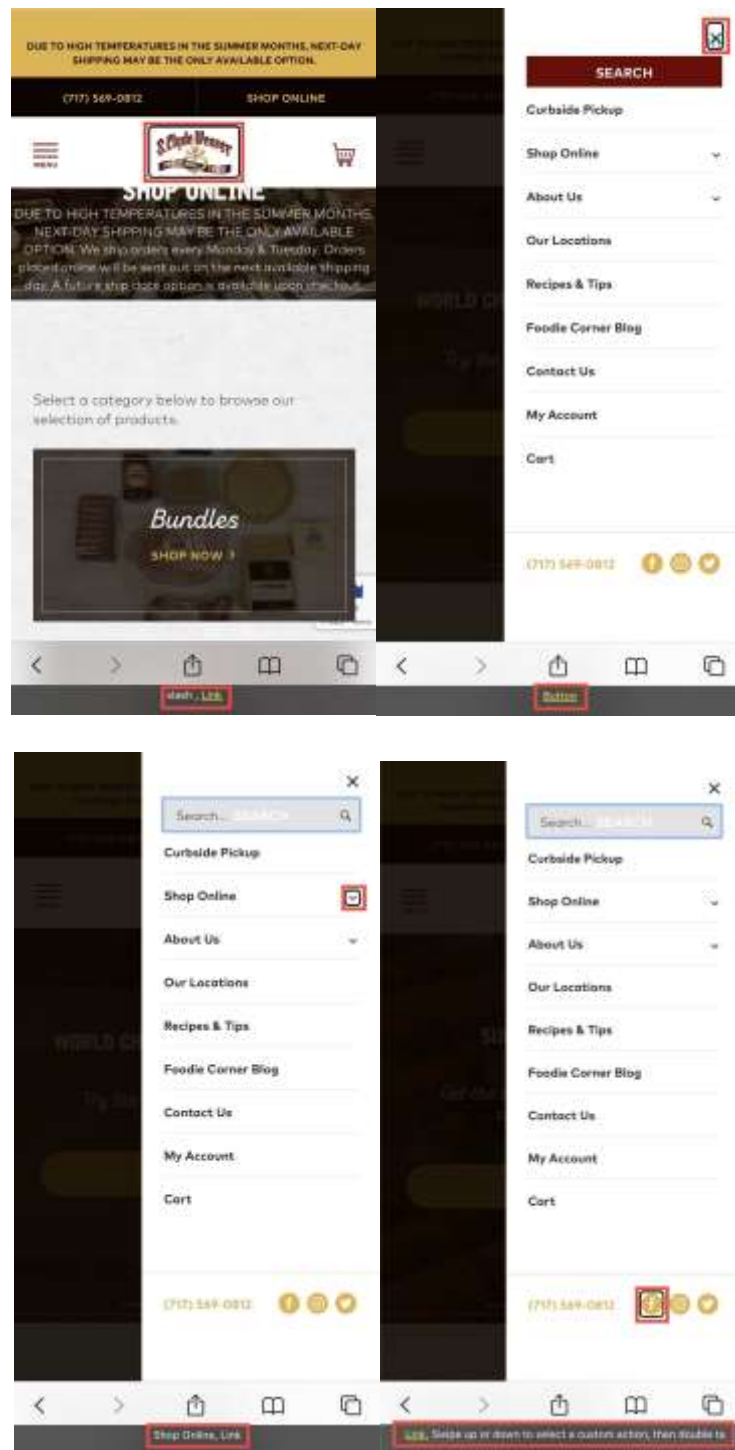 DUE TO HIGH TEMPERATURES IN THE SUMMER MONTHS, NEXT-DAY
SHIPPING MAY BE THE ONLY AVAILABLE OPTION.
(717) 569-0812
SHOP ONLINE
MENU
S. Clyde Weaver
SHOP ONLINE
DUE TO HIGH TEMPERATURES IN THE SUMMER MONTHS,
NEXT-DAY SHIPPING MAY BE THE ONLY AVAILABLE
OPTION. We ship orders every Monday & Tuesday. Orders
placed online will be sent out on the next available shipping
day. A future ship date option is available upon checkout.
Select a category below to browse our
selection of products.
Bundles
SHOP NOW
slash, Link
SEARCH
Curbside Pickup
Shop Online
About Us
Our Locations
Recipes & Tips
Foodie Corner Blog
Contact Us
My Account
Cart
(717) 569-0812
WORLD
Button
Search...
SEARCH
Curbside Pickup
Shop Online
About Us
Our Locations
Recipes & Tips
Foodie Corner Blog
Contact Us
My Account
Cart
(717) 569-0812
WORLD
Shop Online, Link
Search...
SEARCH
Curbside Pickup
Shop Online
About Us
Our Locations
Recipes & Tips
Foodie Corner Blog
Contact Us
My Account
Cart
(717) 569-0812
Link, Swipe up or down to select a custom action, then double ta